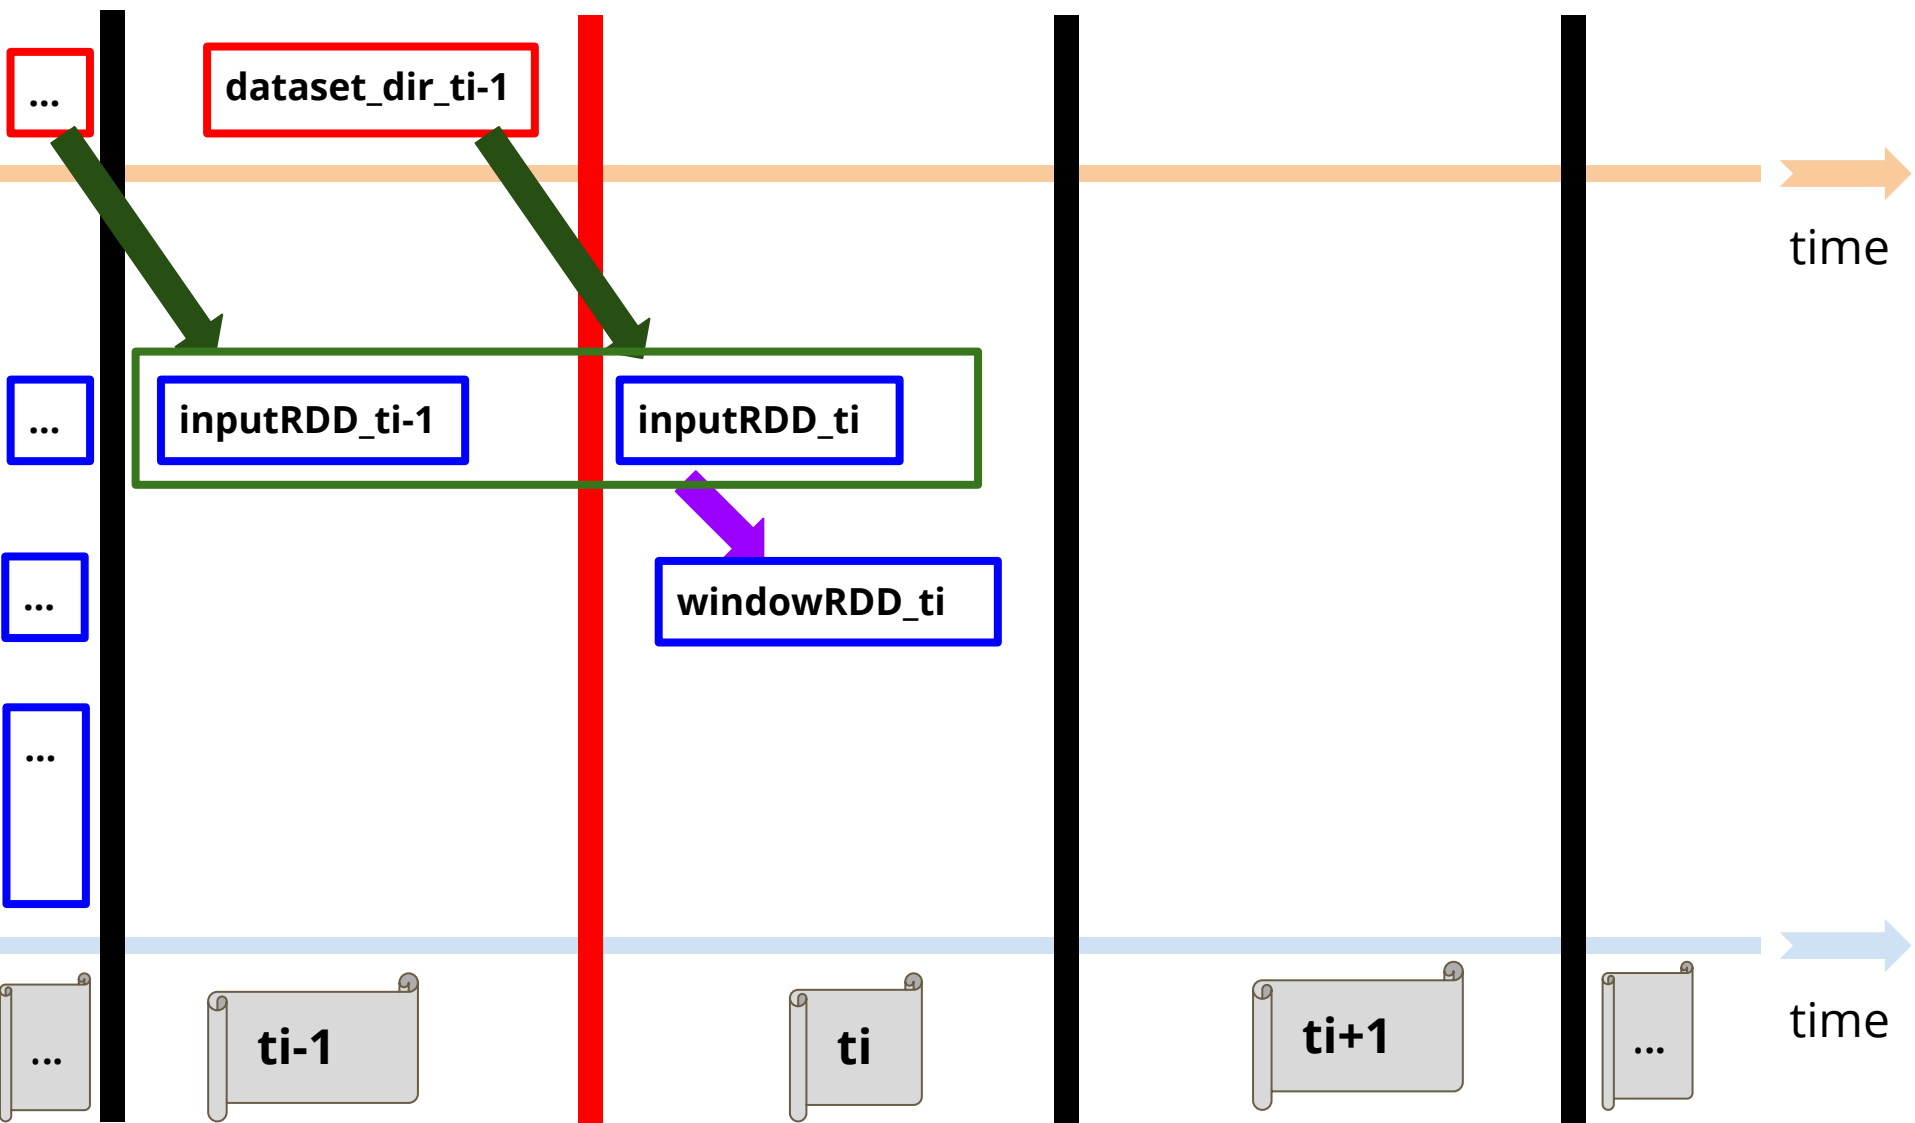 ... dataset_dir_ti-1
time
... inputRDD_ti-1 inputRDD_ti
... windowRDD_ti
...
... ti-1 ti ti+1 ... time